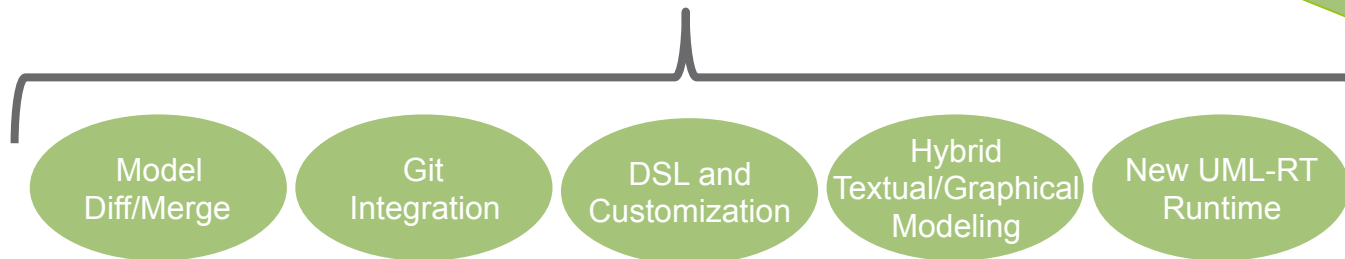 Model
Diff/Merge
Git
Integration
DSL and
Customization
Hybrid
Textual/Graphical
Modeling
New UML-RT
Runtime